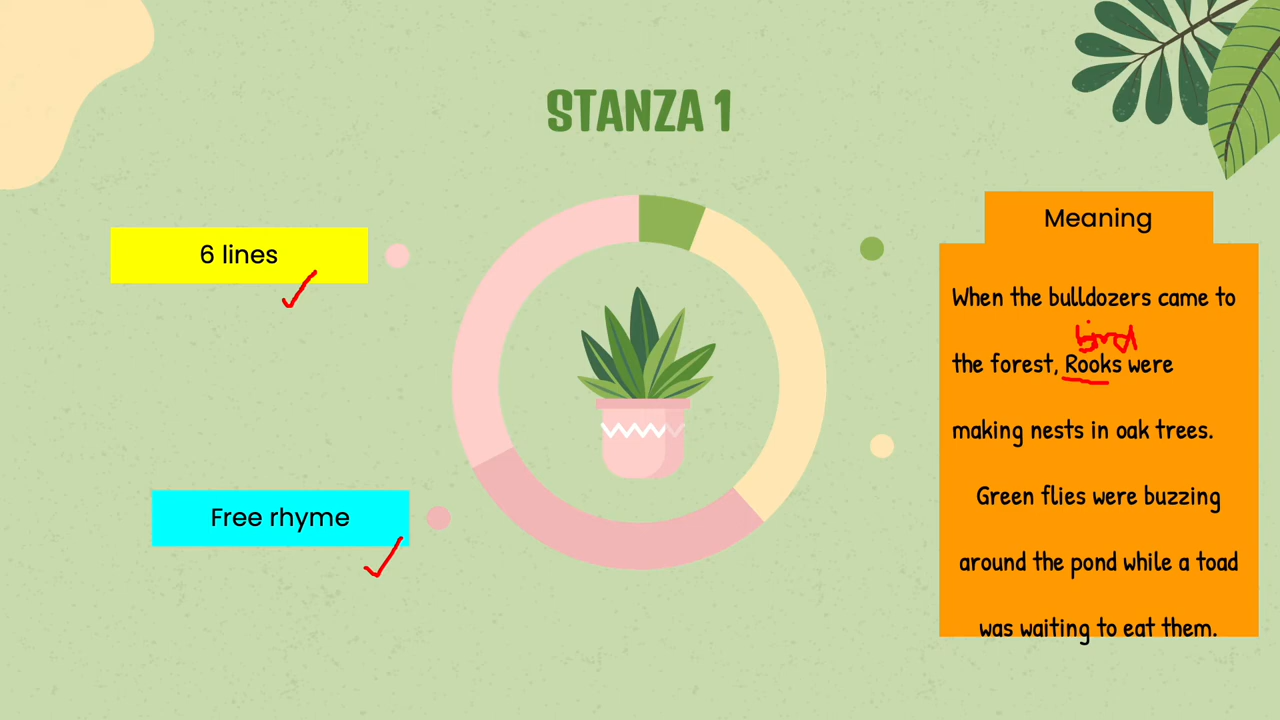 STANZA 1
6 lines
Free rhyme
Meaning
When the bulldozers came to
bird
the forest, Rooks were
making nests in oak trees.
Green flies were buzzing
around the pond while a toad
was waiting to eat them.